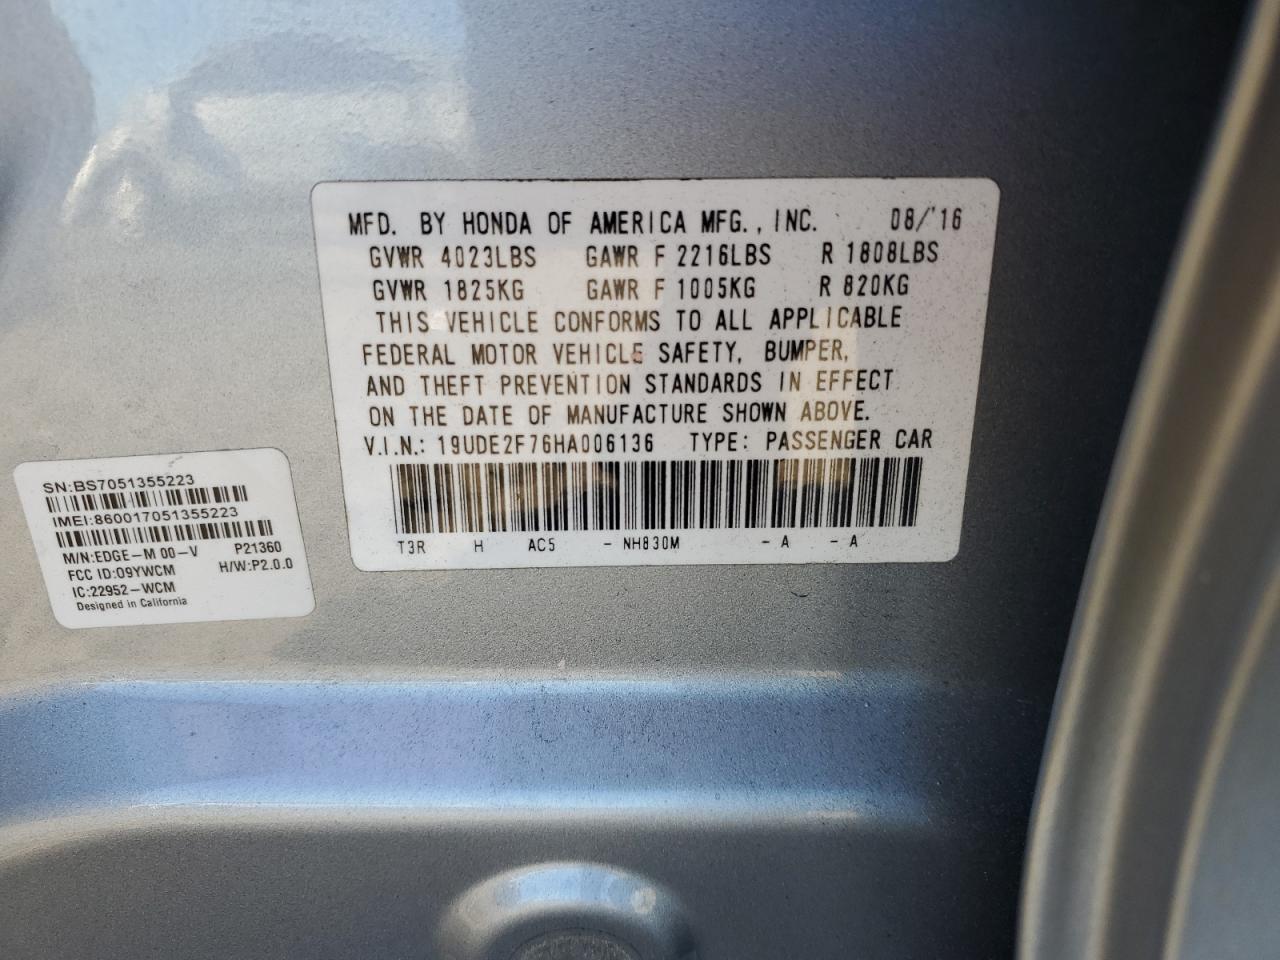 MFD. BY HONDA OF AMERICA MFG., INC. 08/'16
GVWR 4023LBS GAWR F 2216LBS R 1808LBS
GVWR 1825KG GAWR F 1005KG R 820KG
THIS VEHICLE CONFORMS TO ALL APPLICABLE
FEDERAL MOTOR VEHICLE SAFETY, BUMPER,
AND THEFT PREVENTION STANDARDS IN EFFECT
ON THE DATE OF MANUFACTURE SHOWN ABOVE.
V.I.N.: 19UDE2F76HA006136 TYPE: PASSENGER CAR
T3R H AC5 - NH830M - A - A
SN:BS7051355223
IMEI:860017051355223
M/N:EDGE-M 00-V P21360
FCC ID:O9YWCM H/W:P2.0.0
IC:22952-WCM
Designed in California